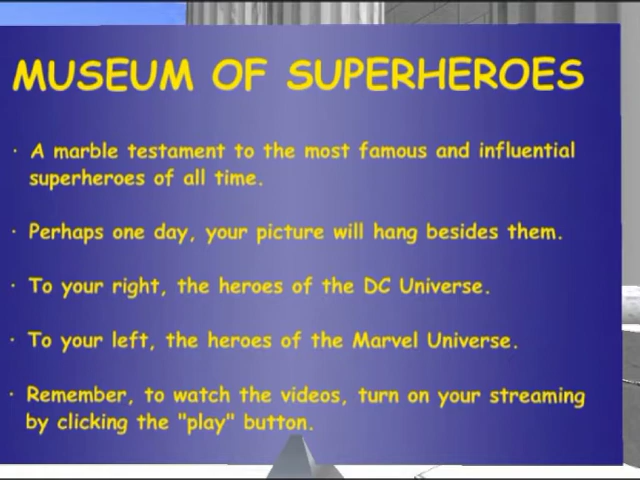 MUSEUM OF SUPERHEROES
· A marble testament to the most famous and influential
superheroes of all time.
· Perhaps one day, your picture will hang besides them.
· To your right, the heroes of the DC Universe.
· To your left, the heroes of the Marvel Universe.
· Remember, to watch the videos, turn on your streaming
by clicking the "play" button.